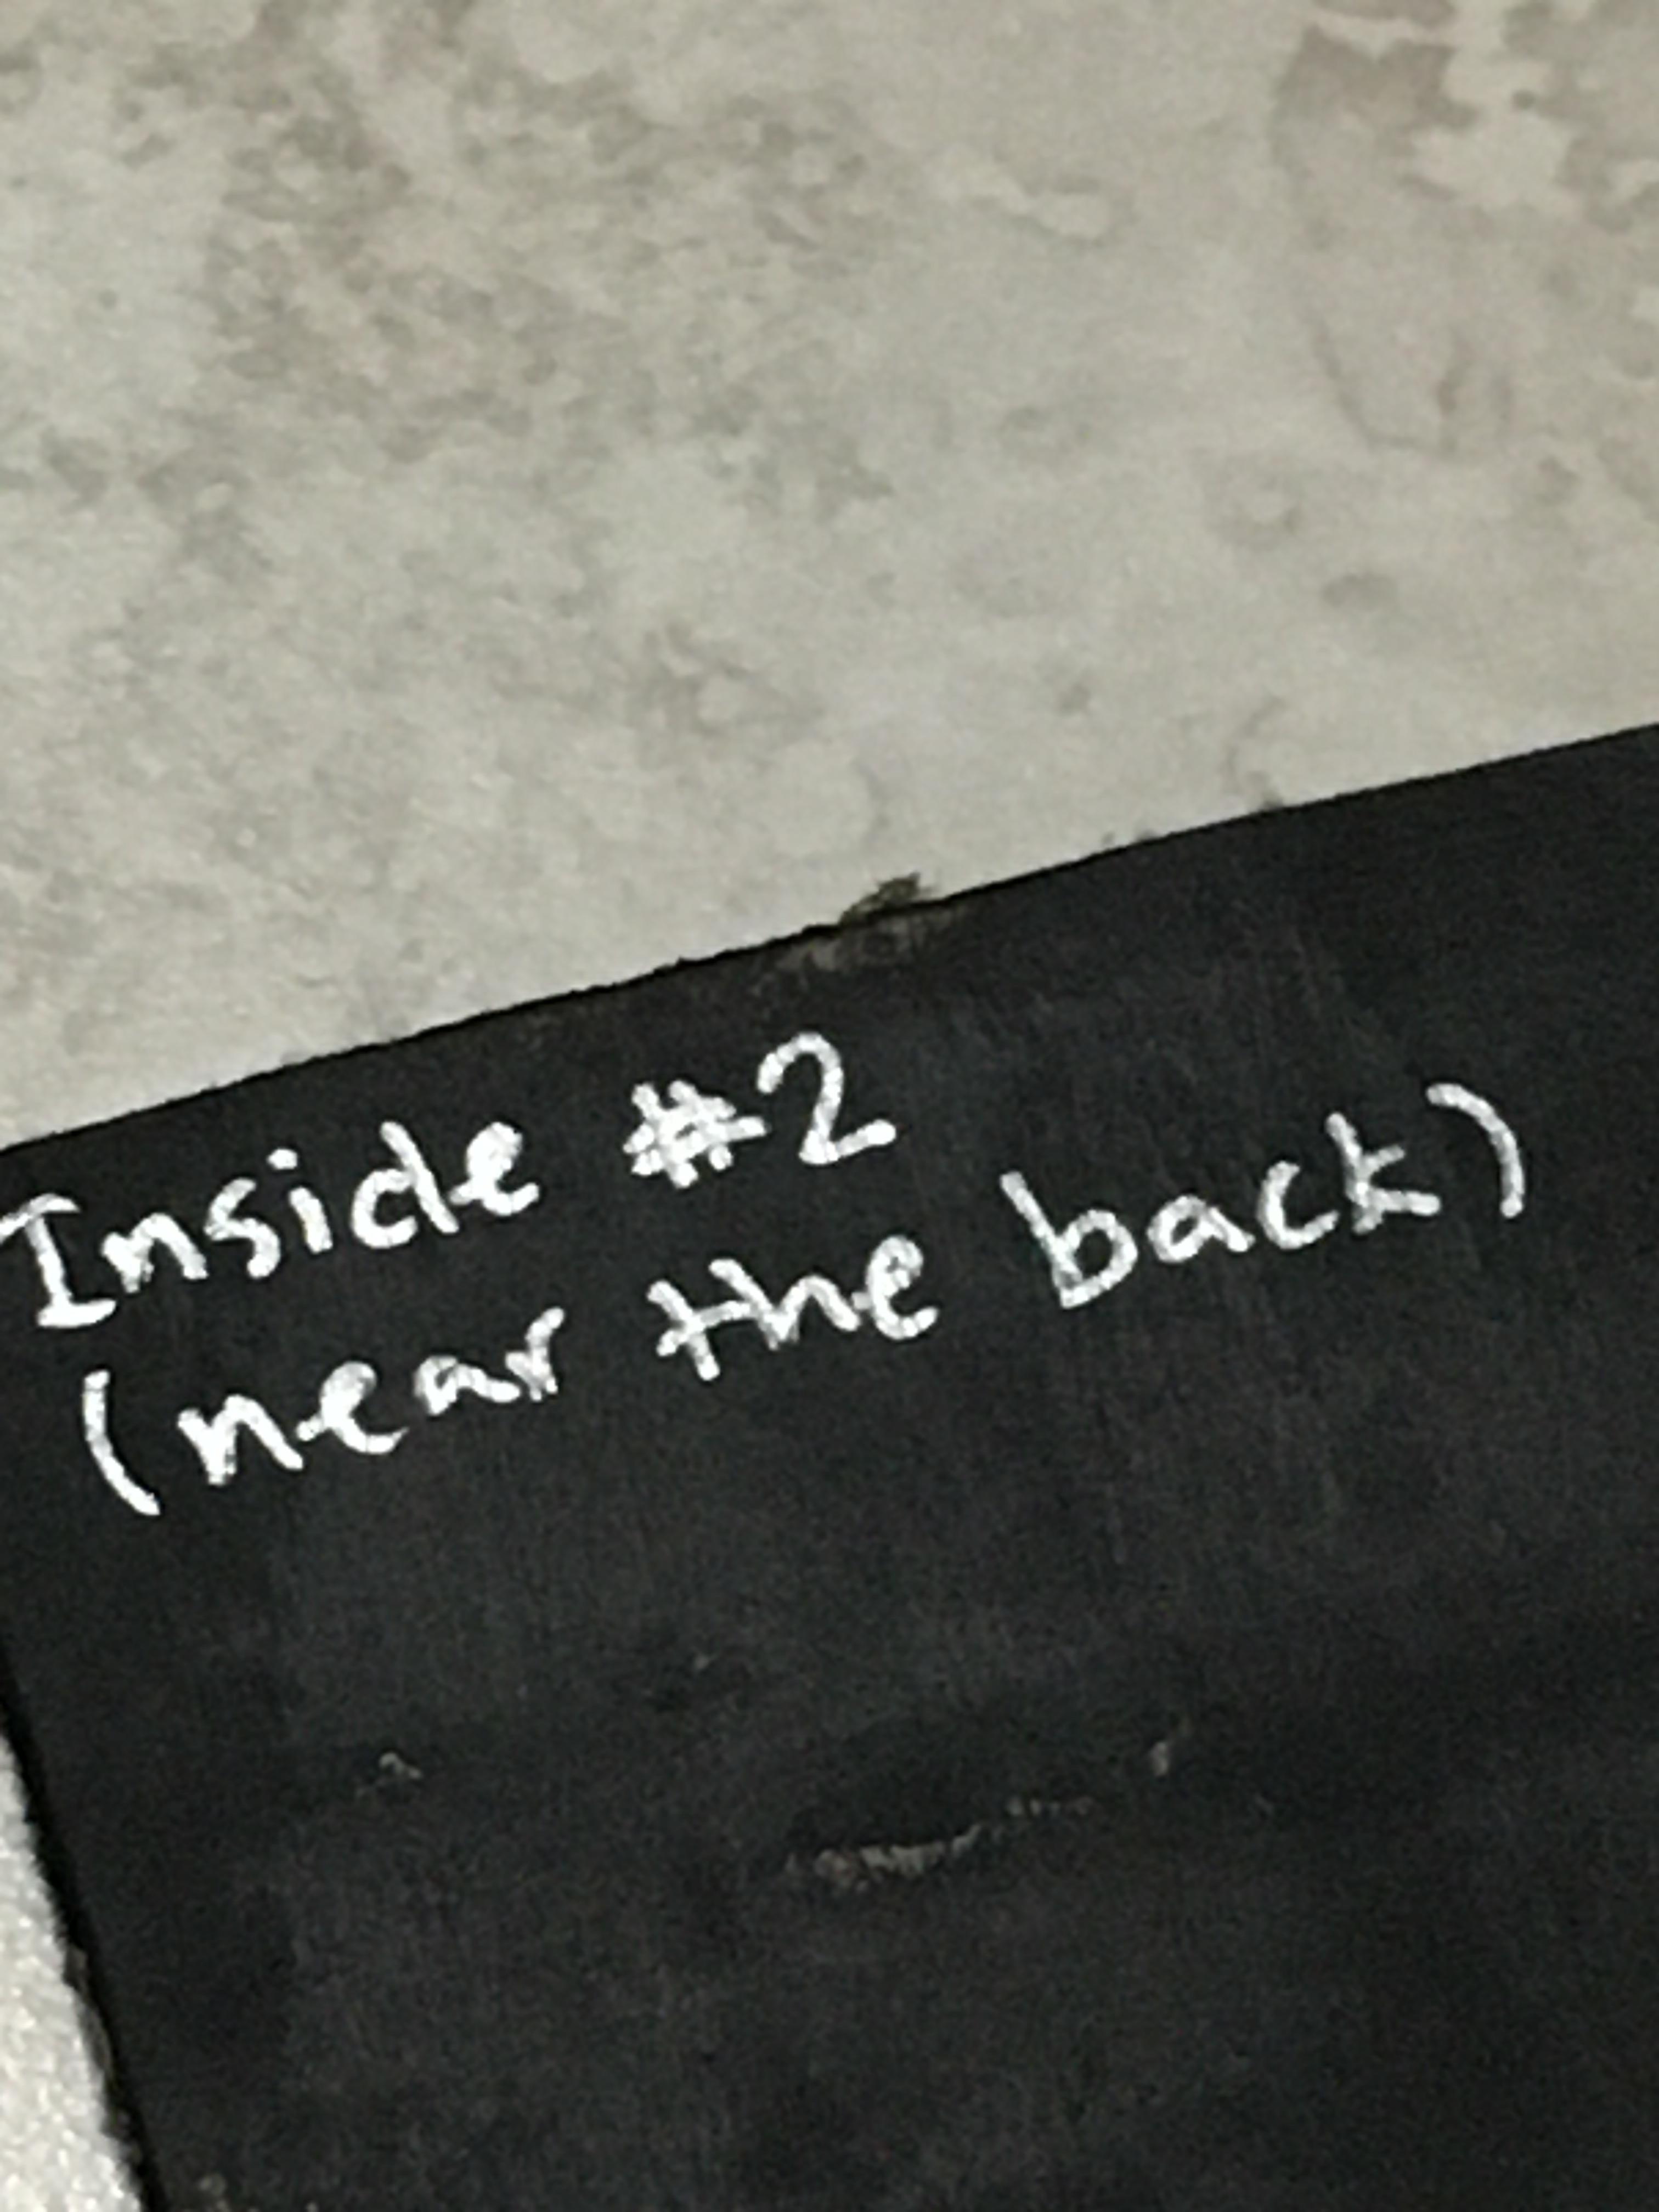 Inside #2
(near the back)